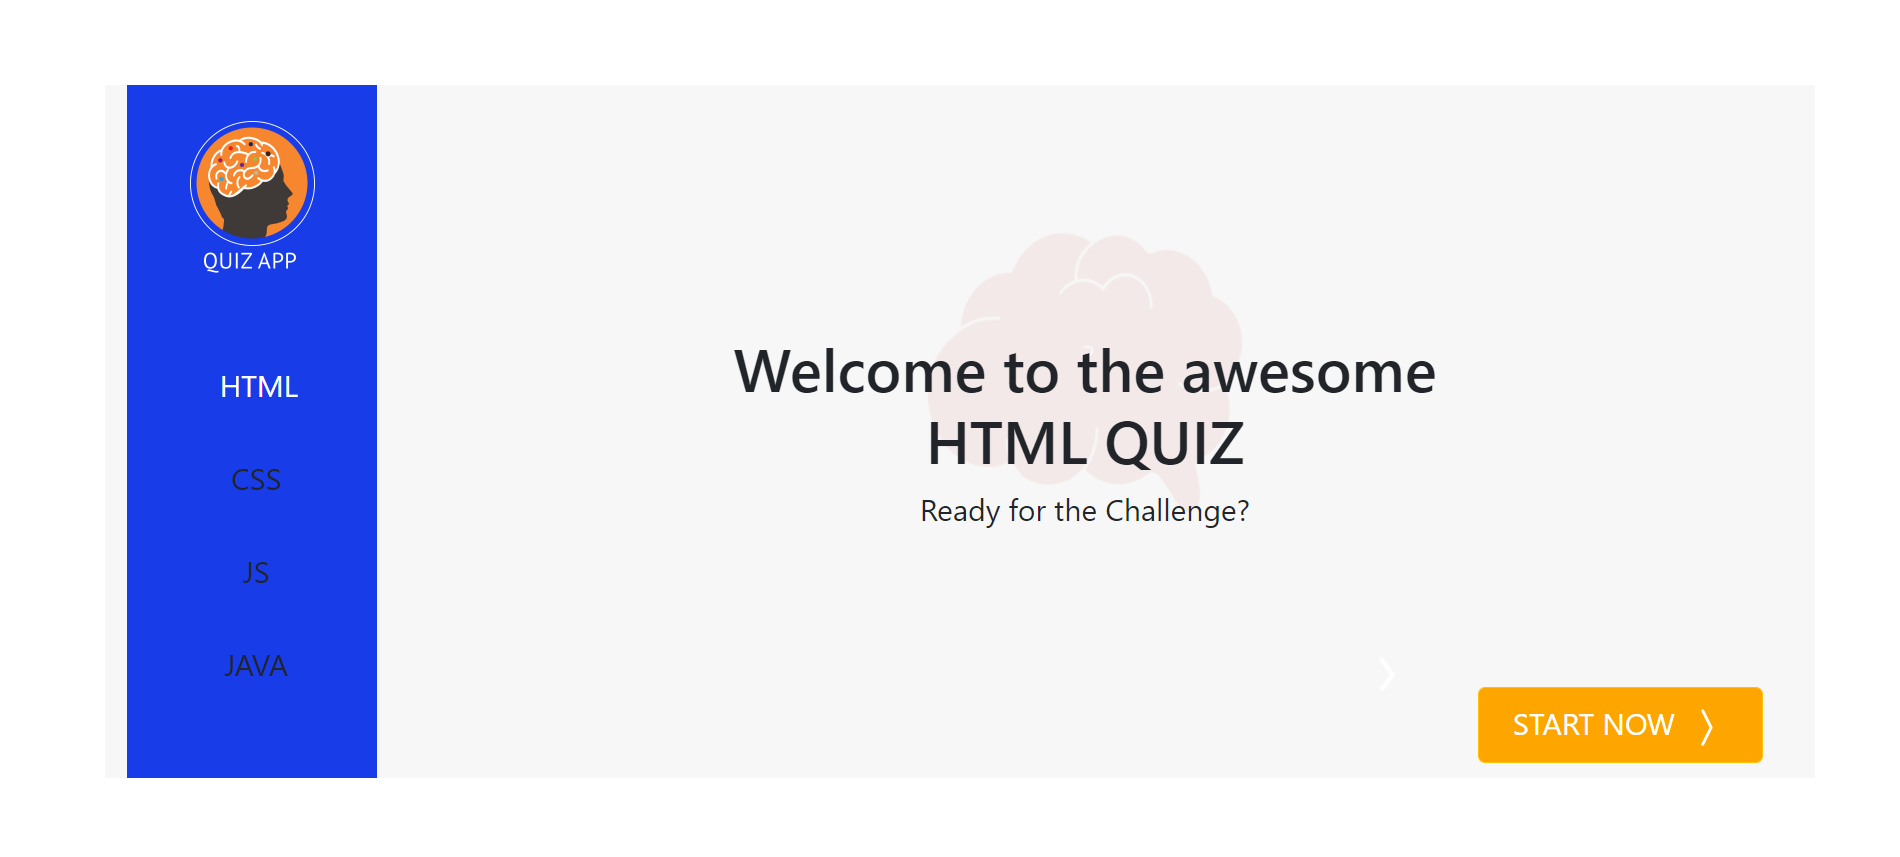 QUIZ APP
HTML
CSS
JS
JAVA
Welcome to the awesome
HTML QUIZ
Ready for the Challenge?
START NOW